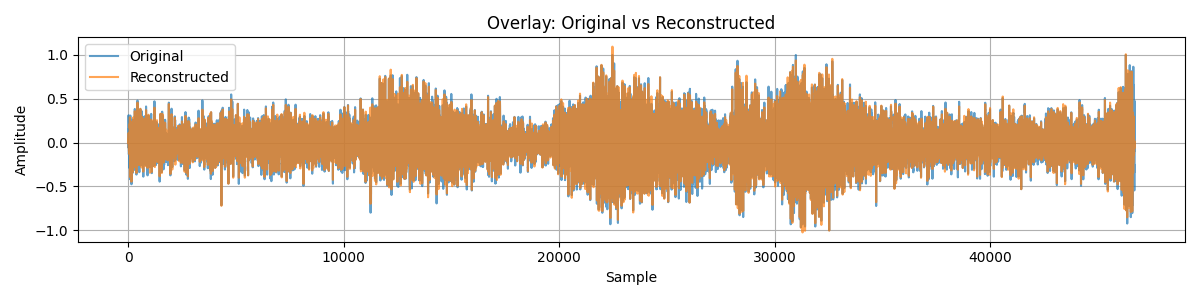 Overlay: Original vs Reconstructed
Original
Reconstructed
1.0
0.5
0.0
−0.5
−1.0
Amplitude
0 10000 20000 30000 40000
Sample